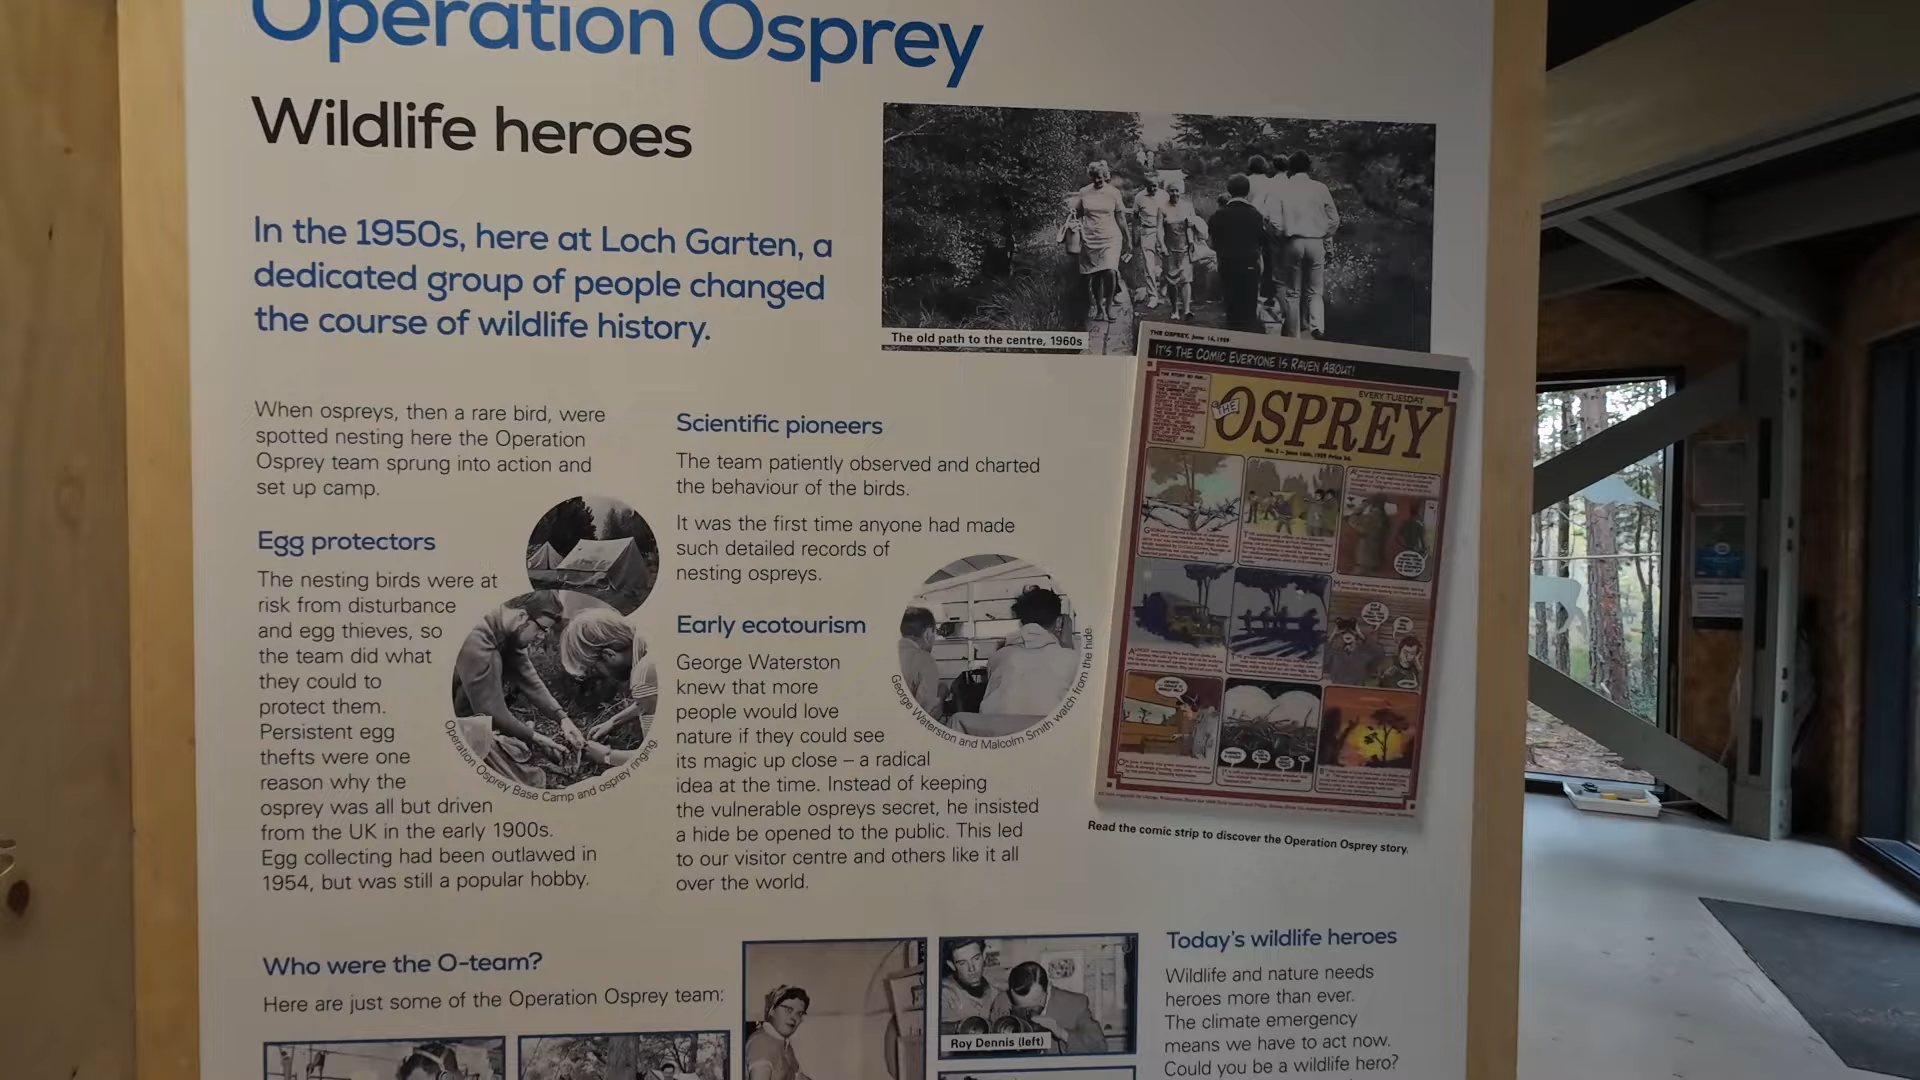 Operation Osprey
Wildlife heroes
In the 1950s, here at Loch Garten, a
dedicated group of people changed
the course of wildlife history.
The old path to the centre, 1960s
When ospreys, then a rare bird, were
spotted nesting here the Operation
Osprey team sprung into action and
set up camp.
Egg protectors
The nesting birds were at
risk from disturbance
and egg thieves, so
the team did what
they could to
protect them.
Persistent egg
thefts were one
reason why the
osprey was all but driven
from the UK in the early 1900s.
Egg collecting had been outlawed in
1954, but was still a popular hobby.
Operation Osprey Base Camp and osprey ringing
Scientific pioneers
The team patiently observed and charted
the behaviour of the birds.
It was the first time anyone had made
such detailed records of
nesting ospreys.
Early ecotourism
George Waterston
knew that more
people would love
nature if they could see
its magic up close – a radical
idea at the time. Instead of keeping
the vulnerable ospreys secret, he insisted
a hide be opened to the public. This led
to our visitor centre and others like it all
over the world.
George Waterston and Malcolm Smith watch from the hide
THE OSPREY, June 16, 1959
IT'S THE COMIC EVERYONE IS RAVEN ABOUT!
EVERY TUESDAY
THE
OSPREY
Read the comic strip to discover the Operation Osprey story.
Who were the O-team?
Here are just some of the Operation Osprey team:
Roy Dennis (left)
Today's wildlife heroes
Wildlife and nature needs
heroes more than ever.
The climate emergency
means we have to act now.
Could you be a wildlife hero?